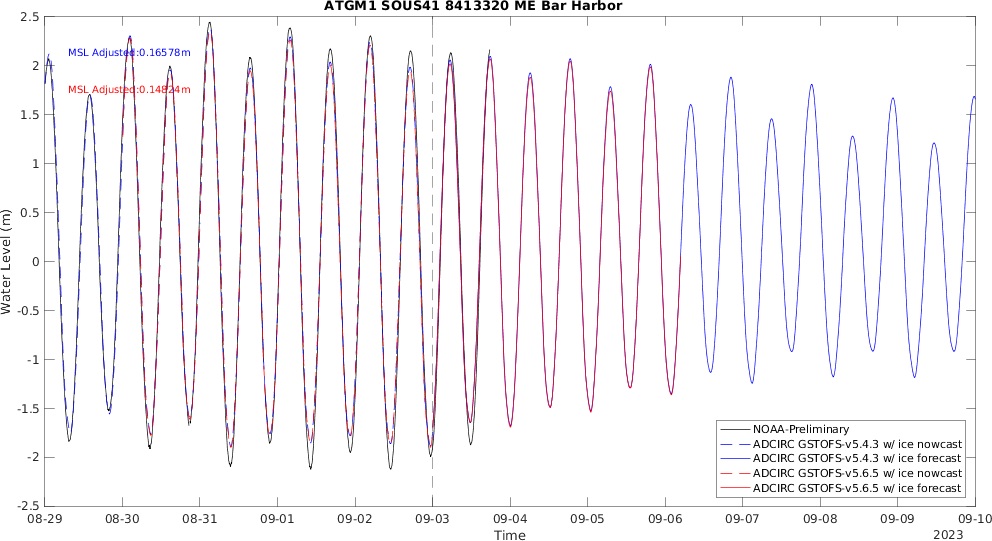 ATGM1 SOUS41 8413320 ME Bar Harbor
2.5
2
1.5
1
0.5
0
-0.5
-1
-1.5
-2
-2.5
Water Level (m)
MSL Adjusted:0.16578m
MSL Adjusted:0.14824m
NOAA-Preliminary
ADCIRC GSTOFS-v5.4.3 w/ ice nowcast
ADCIRC GSTOFS-v5.4.3 w/ ice forecast
ADCIRC GSTOFS-v5.6.5 w/ ice nowcast
ADCIRC GSTOFS-v5.6.5 w/ ice forecast
08-29 08-30 08-31 09-01 09-02 09-03 09-04 09-05 09-06 09-07 09-08 09-09 09-10
Time
2023